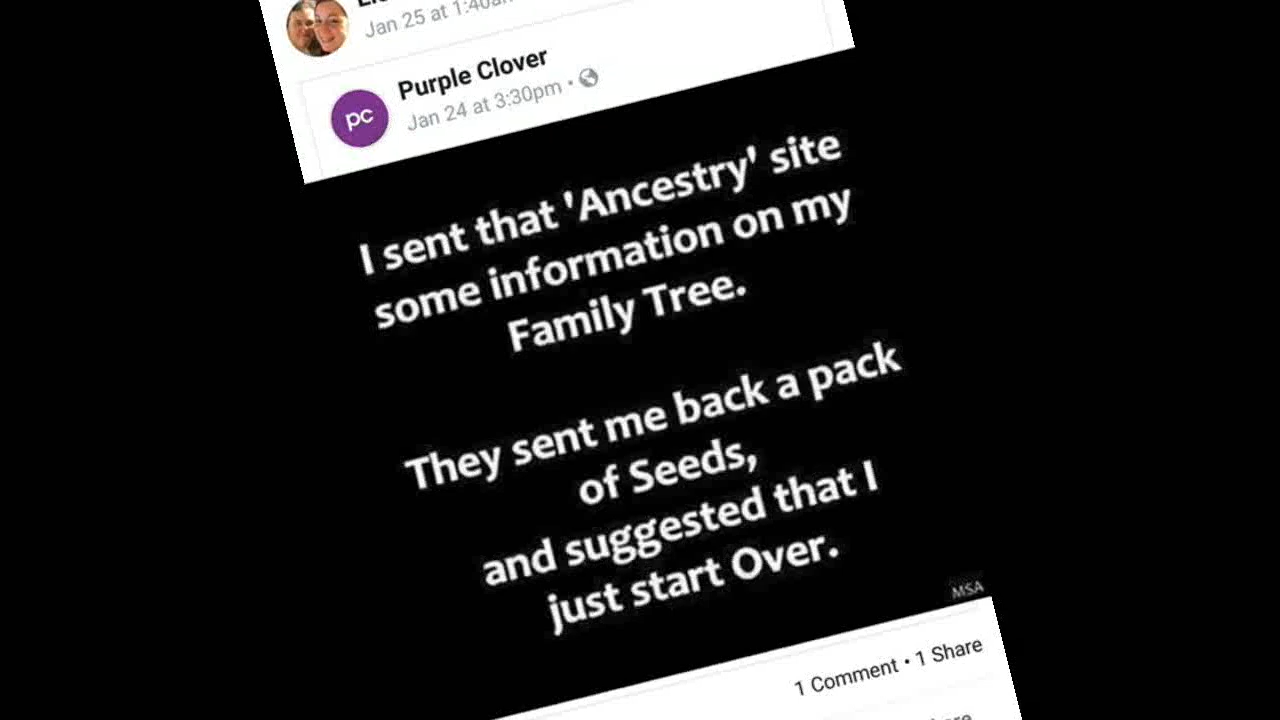 Jan 25 at 1:40am
pc
Purple Clover
Jan 24 at 3:30pm •
I sent that 'Ancestry' site
some information on my
Family Tree.
They sent me back a pack
of Seeds,
and suggested that I
just start Over.
MSA
1 Comment • 1 Share